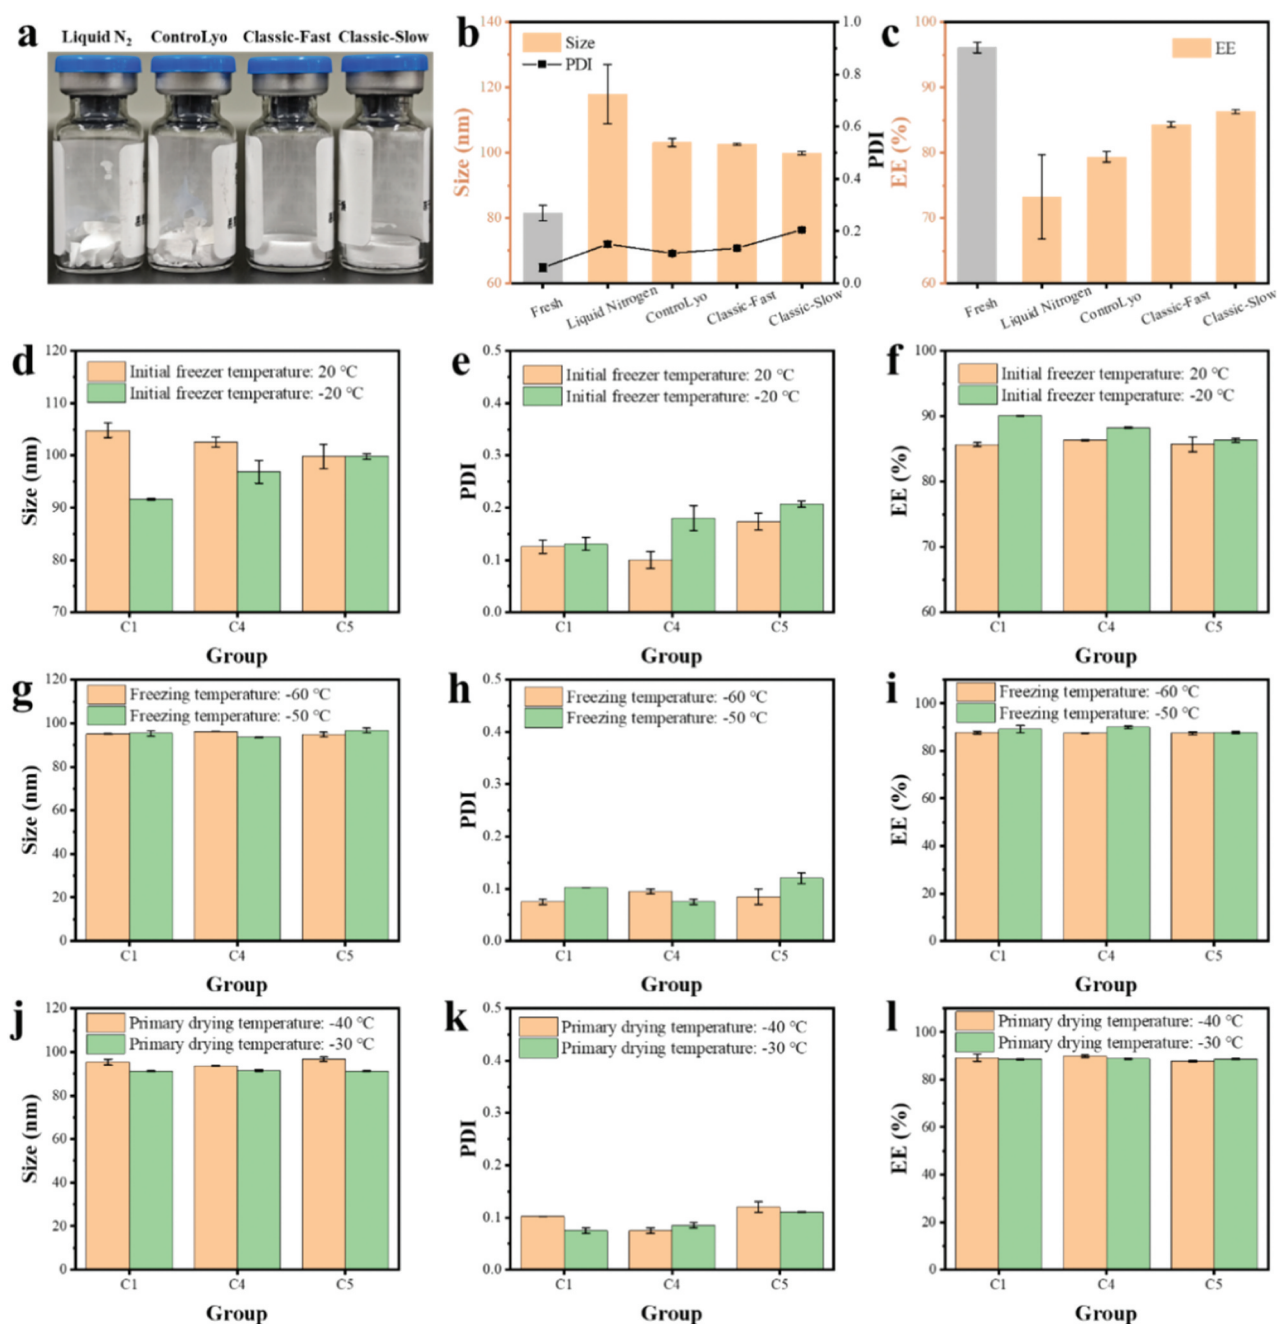 a
Liquid N₂ ControLyo Classic-Fast Classic-Slow
b
Size (nm)
140
120
100
80
60
Size
PDI
1.0
0.8
0.6
0.4
0.2
0.0
PDI
Fresh Liquid Nitrogen ControLyo Classic-Fast Classic-Slow
c
EE (%)
100
90
80
70
60
EE
Fresh Liquid Nitrogen ControLyo Classic-Fast Classic-Slow
d
Size (nm)
120
110
100
90
80
70
Initial freezer temperature: 20 °C
Initial freezer temperature: -20 °C
C1 C4 C5
Group
e
PDI
0.5
0.4
0.3
0.2
0.1
0.0
Initial freezer temperature: 20 °C
Initial freezer temperature: -20 °C
C1 C4 C5
Group
f
EE (%)
100
90
80
70
60
Initial freezer temperature: 20 °C
Initial freezer temperature: -20 °C
C1 C4 C5
Group
g
Size (nm)
120
100
80
60
40
20
0
Freezing temperature: -60 °C
Freezing temperature: -50 °C
C1 C4 C5
Group
h
PDI
0.5
0.4
0.3
0.2
0.1
0.0
Freezing temperature: -60 °C
Freezing temperature: -50 °C
C1 C4 C5
Group
i
EE (%)
100
80
60
40
20
0
Freezing temperature: -60 °C
Freezing temperature: -50 °C
C1 C4 C5
Group
j
Size (nm)
120
100
80
60
40
20
0
Primary drying temperature: -40 °C
Primary drying temperature: -30 °C
C1 C4 C5
Group
k
PDI
0.5
0.4
0.3
0.2
0.1
0.0
Primary drying temperature: -40 °C
Primary drying temperature: -30 °C
C1 C4 C5
Group
l
EE (%)
100
80
60
40
20
0
Primary drying temperature: -40 °C
Primary drying temperature: -30 °C
C1 C4 C5
Group